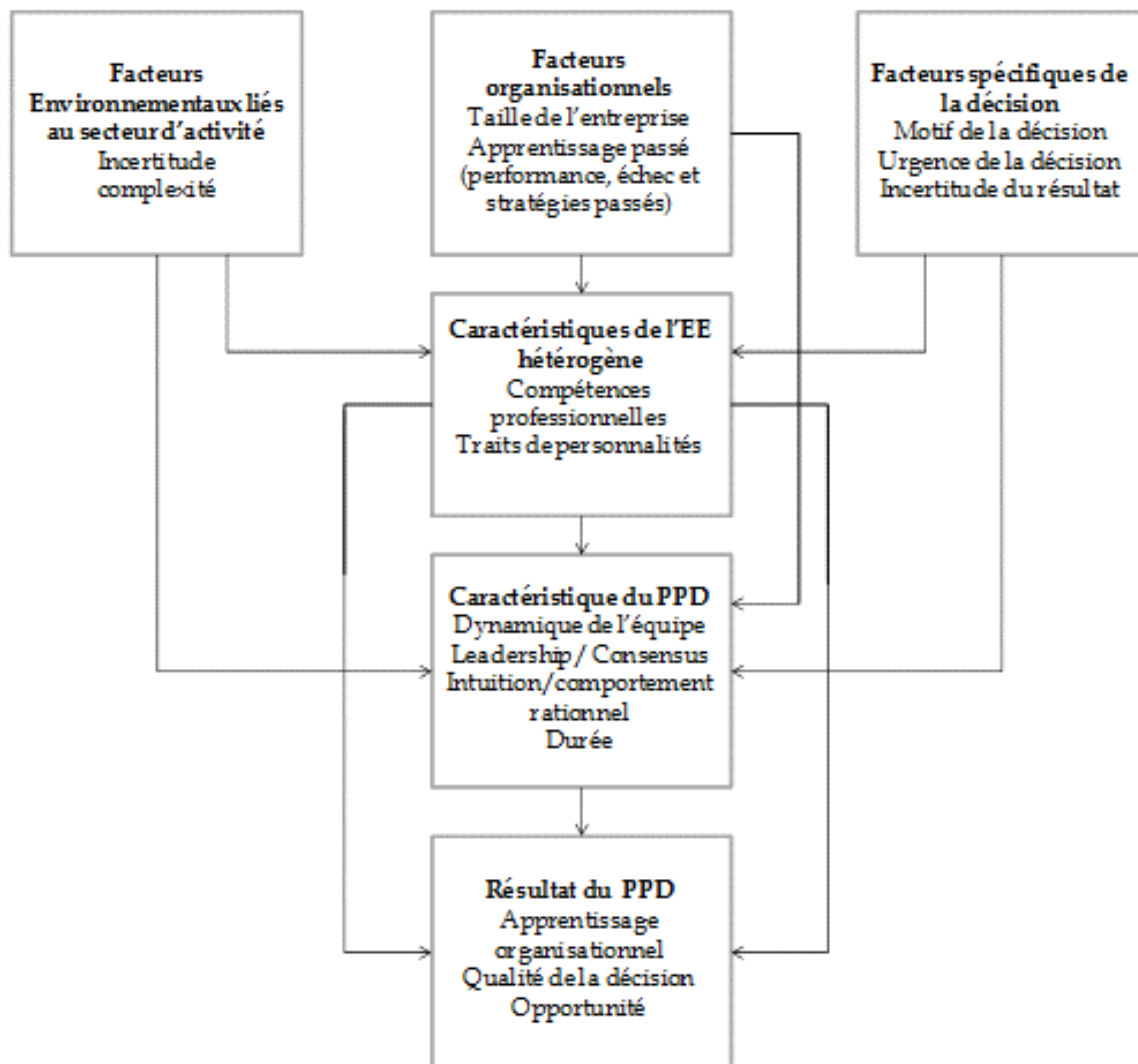 Facteurs
Environnementaux liés
au secteur d'activité
Incertitude
complexité
Facteurs
organisationnels
Taille de l'entreprise
Apprentissage passé
(performance, échec et
stratégies passés)
Facteurs spécifiques de
la décision
Motif de la décision
Urgence de la décision
Incertitude du résultat
Caractéristiques de l'EE
hétérogène
Compétences
professionnelles
Traits de personnalités
Caractéristique du PPD
Dynamique de l'équipe
Leadership / Consensus
Intuition/comportement
rationnel
Durée
Résultat du PPD
Apprentissage
organisationnel
Qualité de la décision
Opportunité